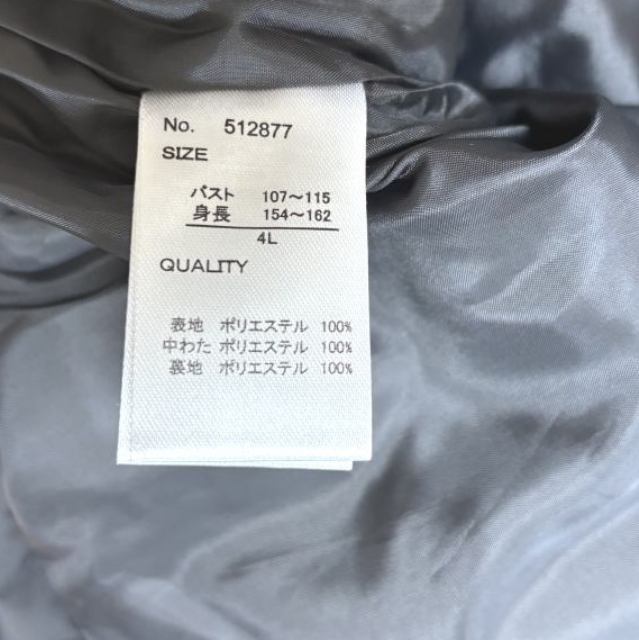 No. 512877
SIZE
バスト 107～115
身長 154～162
4L
QUALITY
表地 ポリエステル 100%
中わた ポリエステル 100%
裏地 ポリエステル 100%